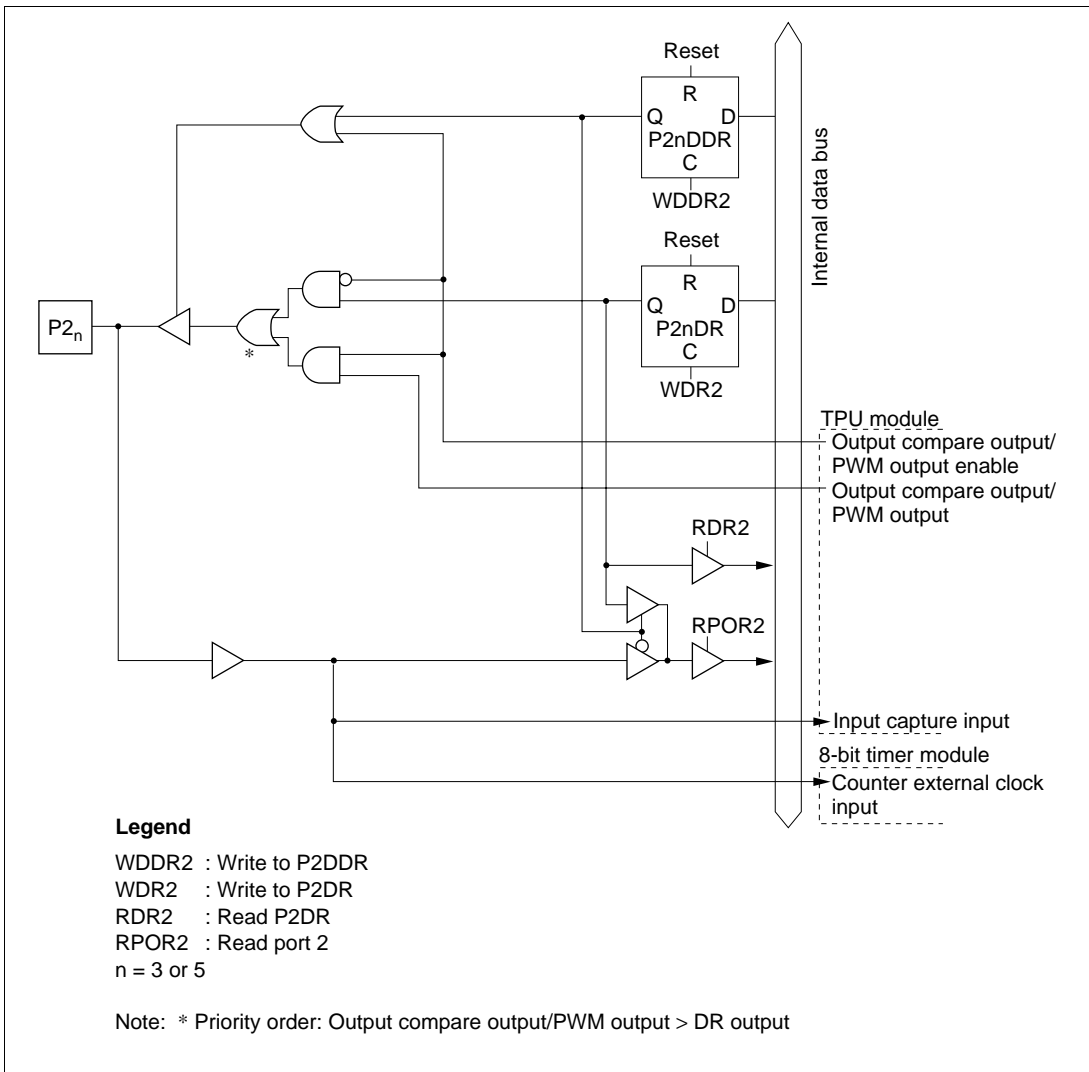 Reset
R
Q D
P2nDDR
C
WDDR2
Internal data bus
Reset
R
Q D
P2nDR
C
WDR2
P2n
*
TPU module
Output compare output/
PWM output enable
Output compare output/
PWM output
RDR2
RPOR2
Input capture input
8-bit timer module
Counter external clock
input
Legend
WDDR2 : Write to P2DDR
WDR2 : Write to P2DR
RDR2 : Read P2DR
RPOR2 : Read port 2
n = 3 or 5
Note: * Priority order: Output compare output/PWM output > DR output